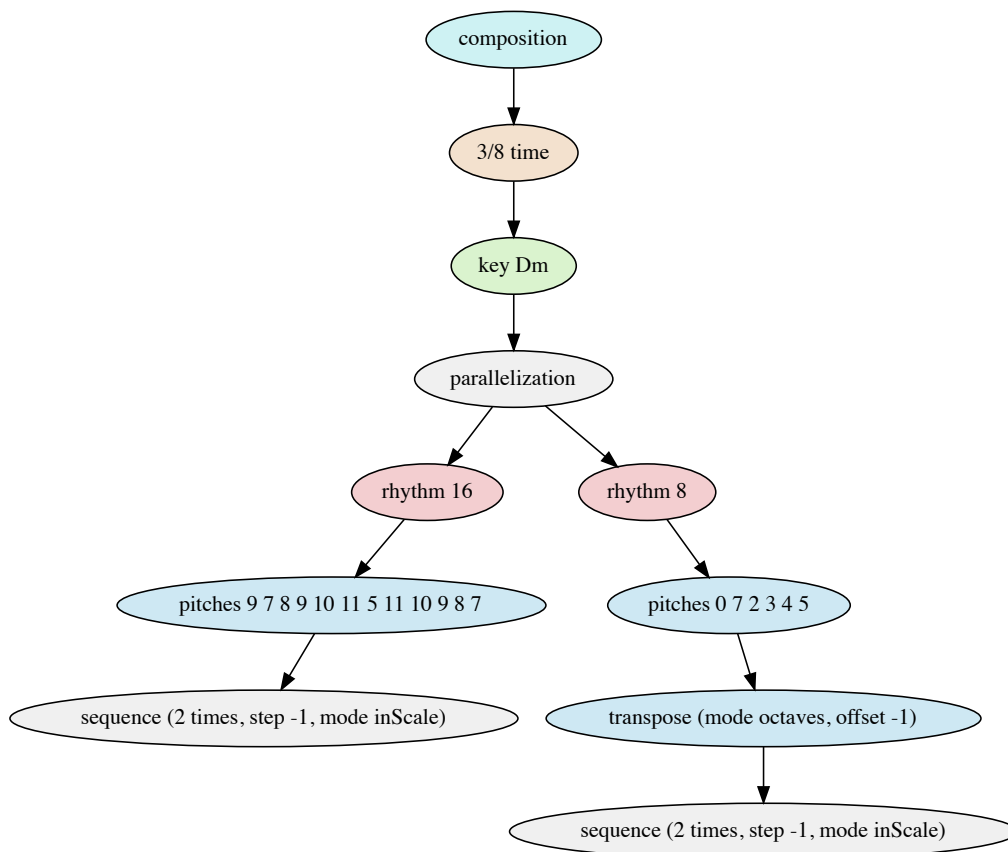 composition
3/8 time
key Dm
parallelization
rhythm 16
rhythm 8
pitches 9 7 8 9 10 11 5 11 10 9 8 7
pitches 0 7 2 3 4 5
sequence (2 times, step -1, mode inScale)
transpose (mode octaves, offset -1)
sequence (2 times, step -1, mode inScale)